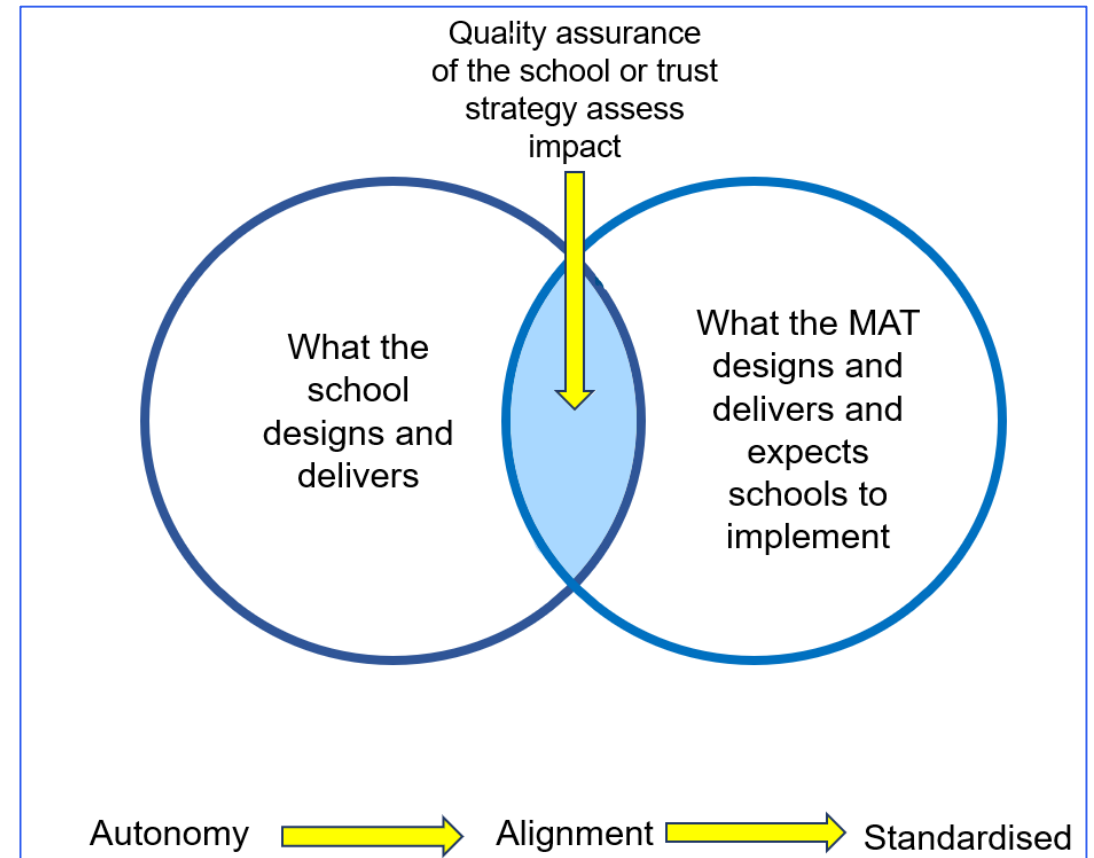 Quality assurance
of the school or trust
strategy assess
impact
What the
school
designs and
delivers
What the MAT
designs and
delivers and
expects
schools to
implement
Autonomy
Alignment
Standardised